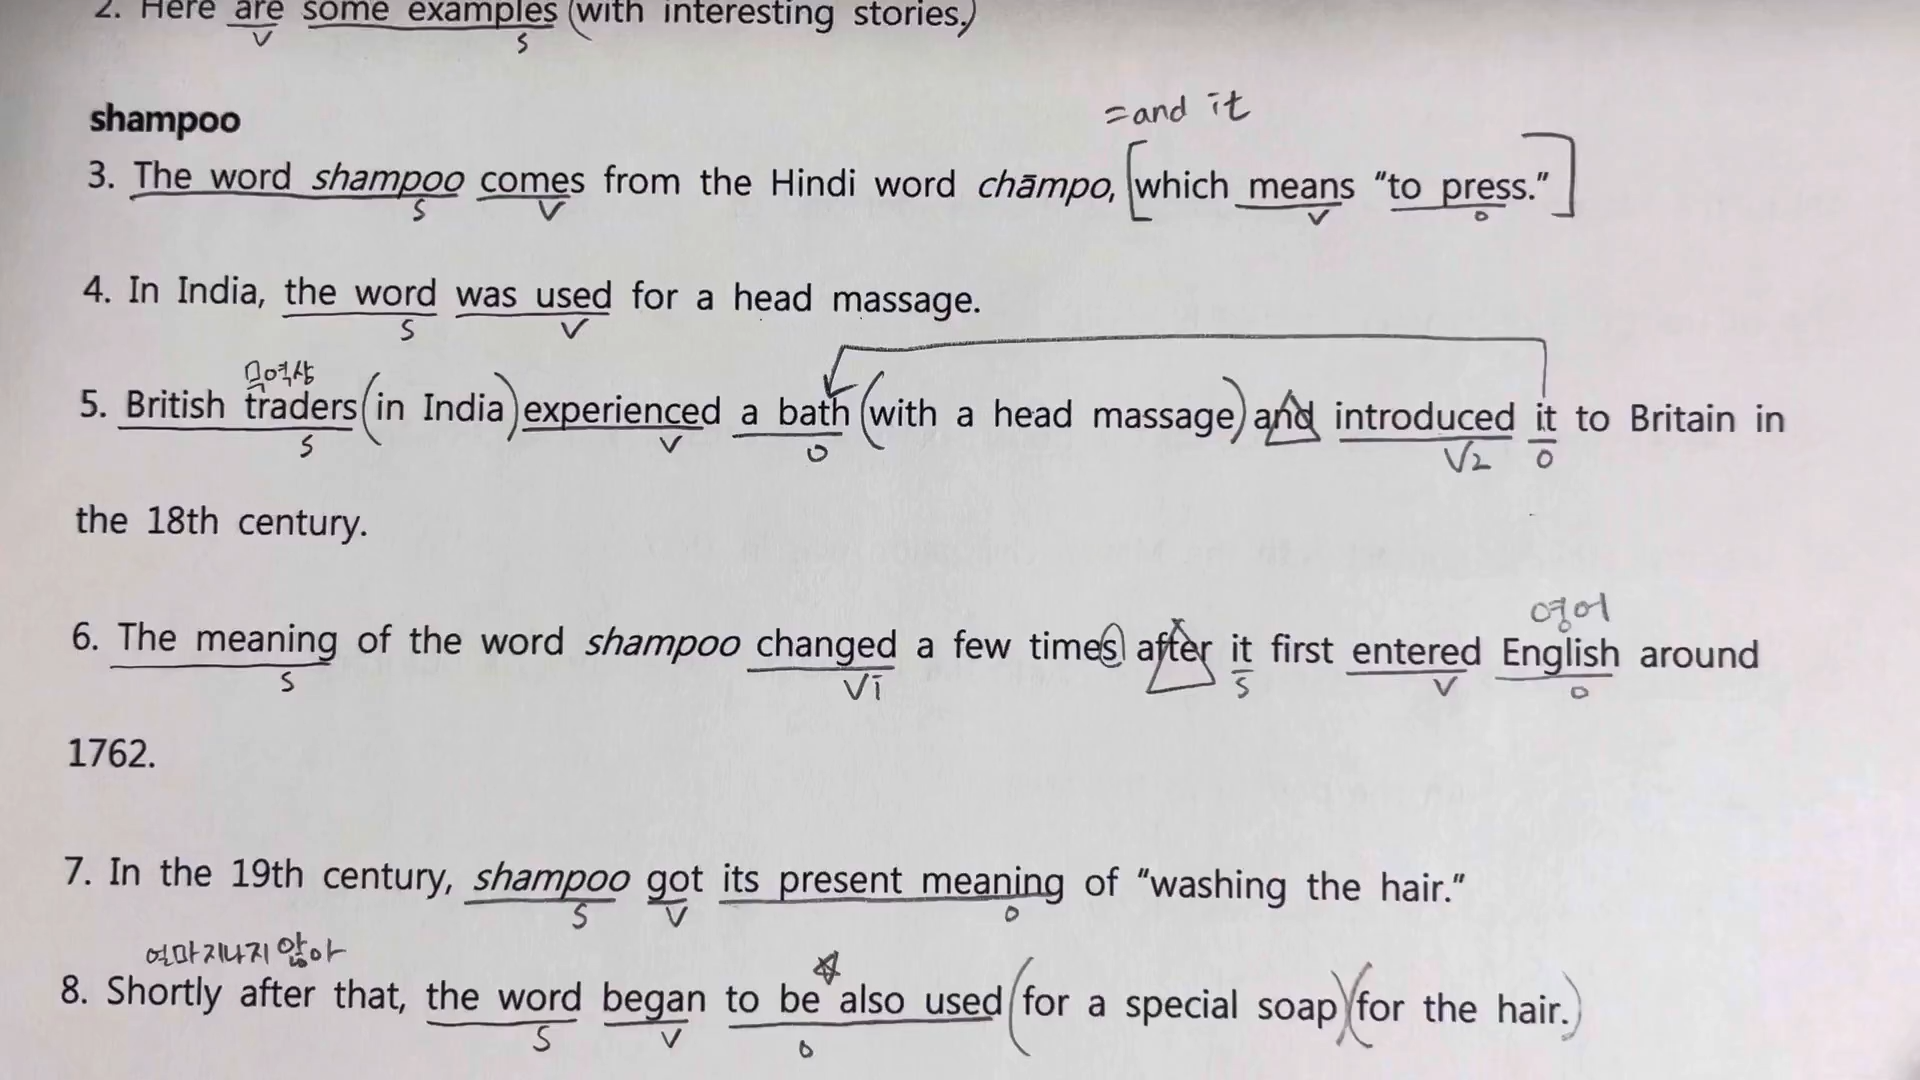 2. Here are some examples (with interesting stories.)
V S
shampoo
=and it
3. The word shampoo comes from the Hindi word chāmpo, [which means "to press."]
S V V O
4. In India, the word was used for a head massage.
S V
무역상
5. British traders (in India) experienced a bath (with a head massage) and introduced it to Britain in
S V O V2 O
the 18th century.
영어
6. The meaning of the word shampoo changed a few times after it first entered English around
S V1 S V O
1762.
7. In the 19th century, shampoo got its present meaning of "washing the hair."
S V O
얼마지나지 않아
8. Shortly after that, the word began to be also used (for a special soap) (for the hair.)
S V O